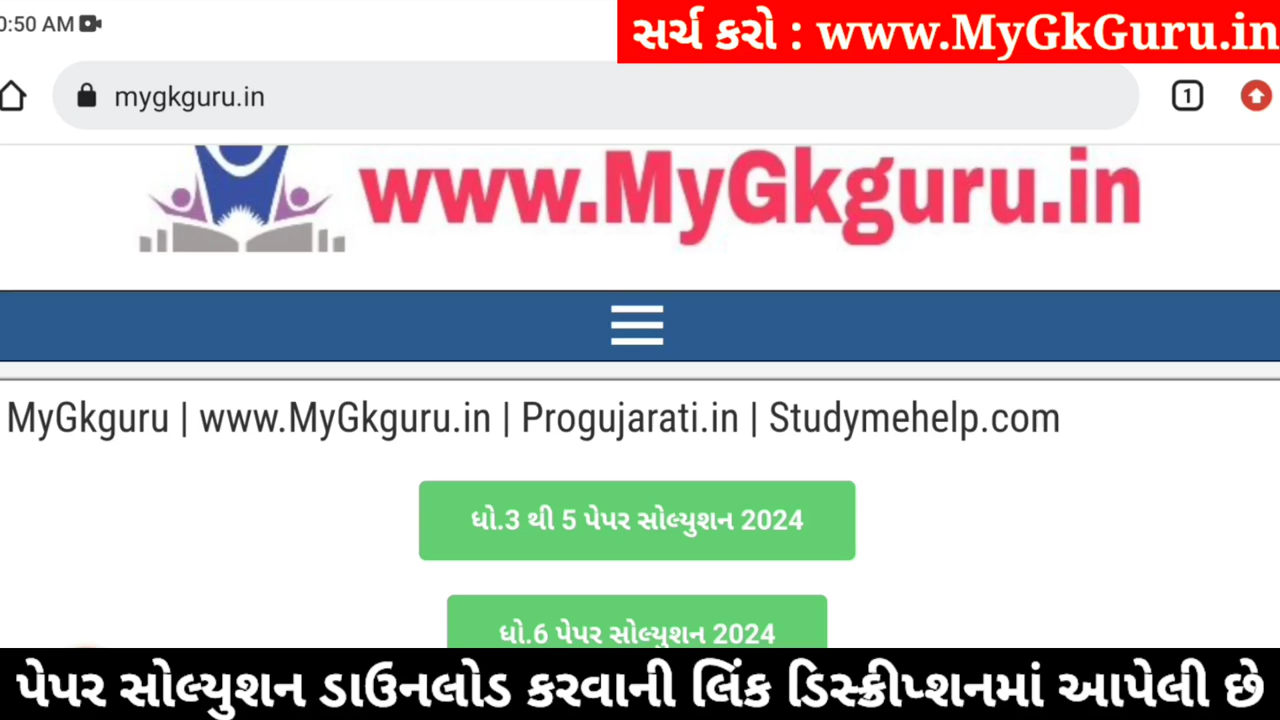 0:50 AM
સર્ચ કરો : www.MyGkGuru.in
mygkguru.in
1
www.MyGkguru.in
MyGkguru | www.MyGkguru.in | Progujarati.in | Studymehelp.com
ધો.3 થી 5 પેપર સોલ્યુશન 2024
ધો.6 પેપર સોલ્યુશન 2024
પેપર સોલ્યુશન ડાઉનલોડ કરવાની લિંક ડિસ્ક્રીપ્શનમાં આપેલી છે